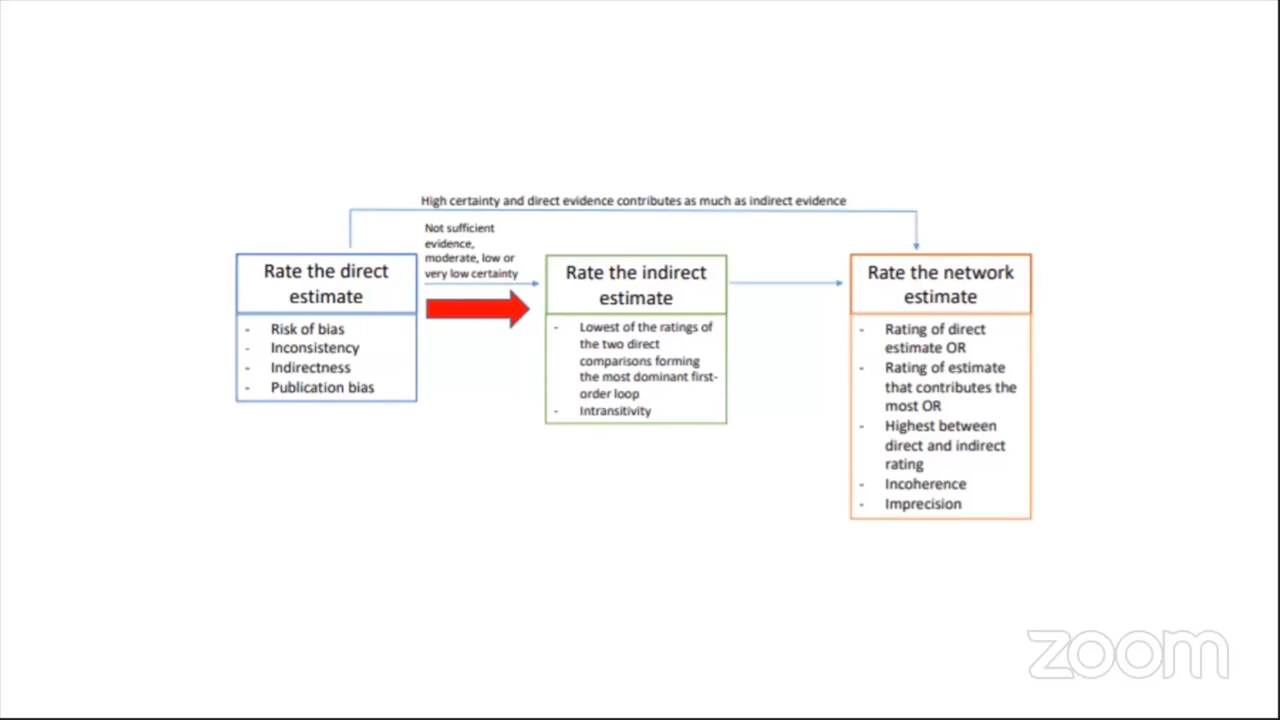 High certainty and direct evidence contributes as much as indirect evidence
Not sufficient
evidence,
moderate, low or
very low certainty
Rate the direct
estimate
- Risk of bias
- Inconsistency
- Indirectness
- Publication bias
Rate the indirect
estimate
- Lowest of the ratings of
the two direct
comparisons forming
the most dominant first-
order loop
- Intransitivity
Rate the network
estimate
- Rating of direct
estimate OR
- Rating of estimate
that contributes the
most OR
- Highest between
direct and indirect
rating
- Incoherence
- Imprecision
zoom